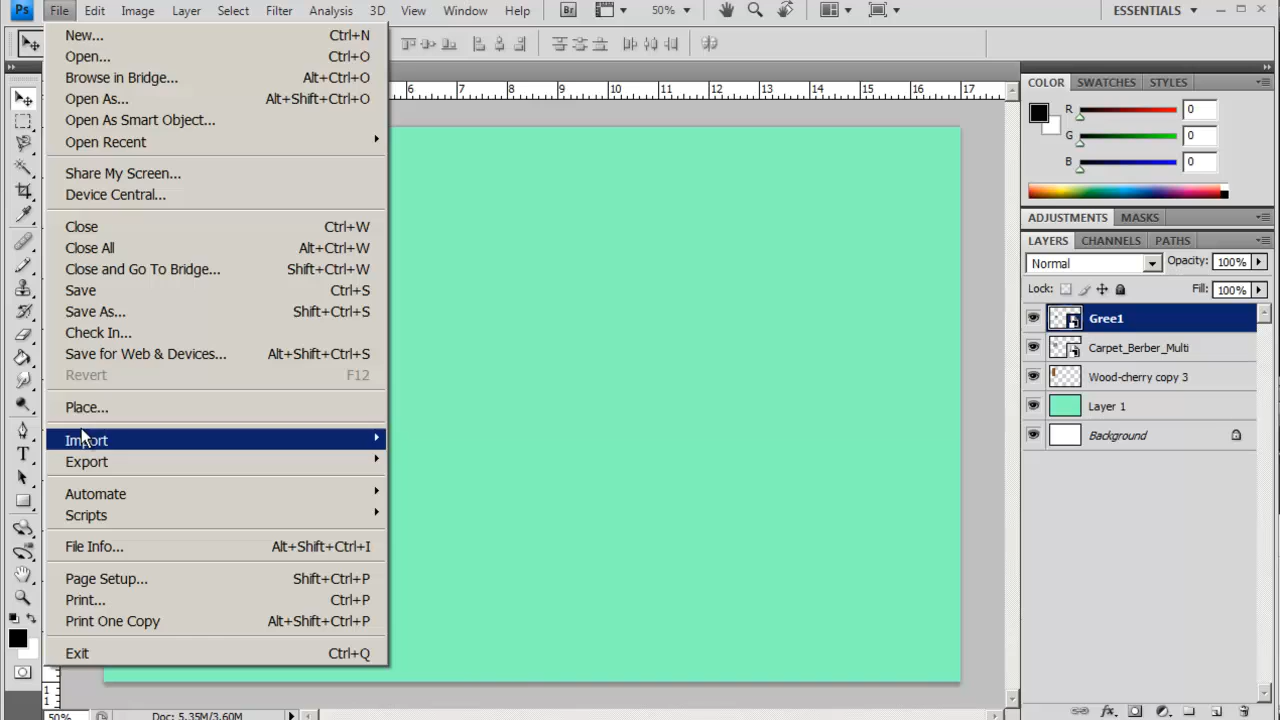 Ps File Edit Image Layer Select Filter Analysis 3D View Window Help Br 50% ESSENTIALS
New... Ctrl+N
Open... Ctrl+O
Browse in Bridge... Alt+Ctrl+O
Open As... Alt+Shift+Ctrl+O
Open As Smart Object...
Open Recent
Share My Screen...
Device Central...
Close Ctrl+W
Close All Alt+Ctrl+W
Close and Go To Bridge... Shift+Ctrl+W
Save Ctrl+S
Save As... Shift+Ctrl+S
Check In...
Save for Web & Devices... Alt+Shift+Ctrl+S
Revert F12
Place...
Import
Export
Automate
Scripts
File Info... Alt+Shift+Ctrl+I
Page Setup... Shift+Ctrl+P
Print... Ctrl+P
Print One Copy Alt+Shift+Ctrl+P
Exit Ctrl+Q
6 7 8 9 10 11 12 13 14 15 16 17
COLOR SWATCHES STYLES
R 0
G 0
B 0
ADJUSTMENTS MASKS
LAYERS CHANNELS PATHS
Normal Opacity: 100%
Lock: Fill: 100%
Gree1
Carpet_Berber_Multi
Wood-cherry copy 3
Layer 1
Background
T
fx
1
1
50% Doc: 5.35M/3.60M